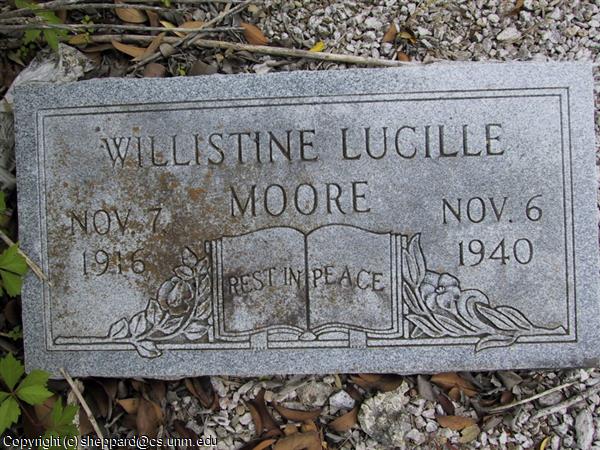 WILLISTINE LUCILLE
MOORE
NOV. 7
1916
NOV. 6
1940
REST IN PEACE
Copyright (c) sheppard@cs.unm.edu